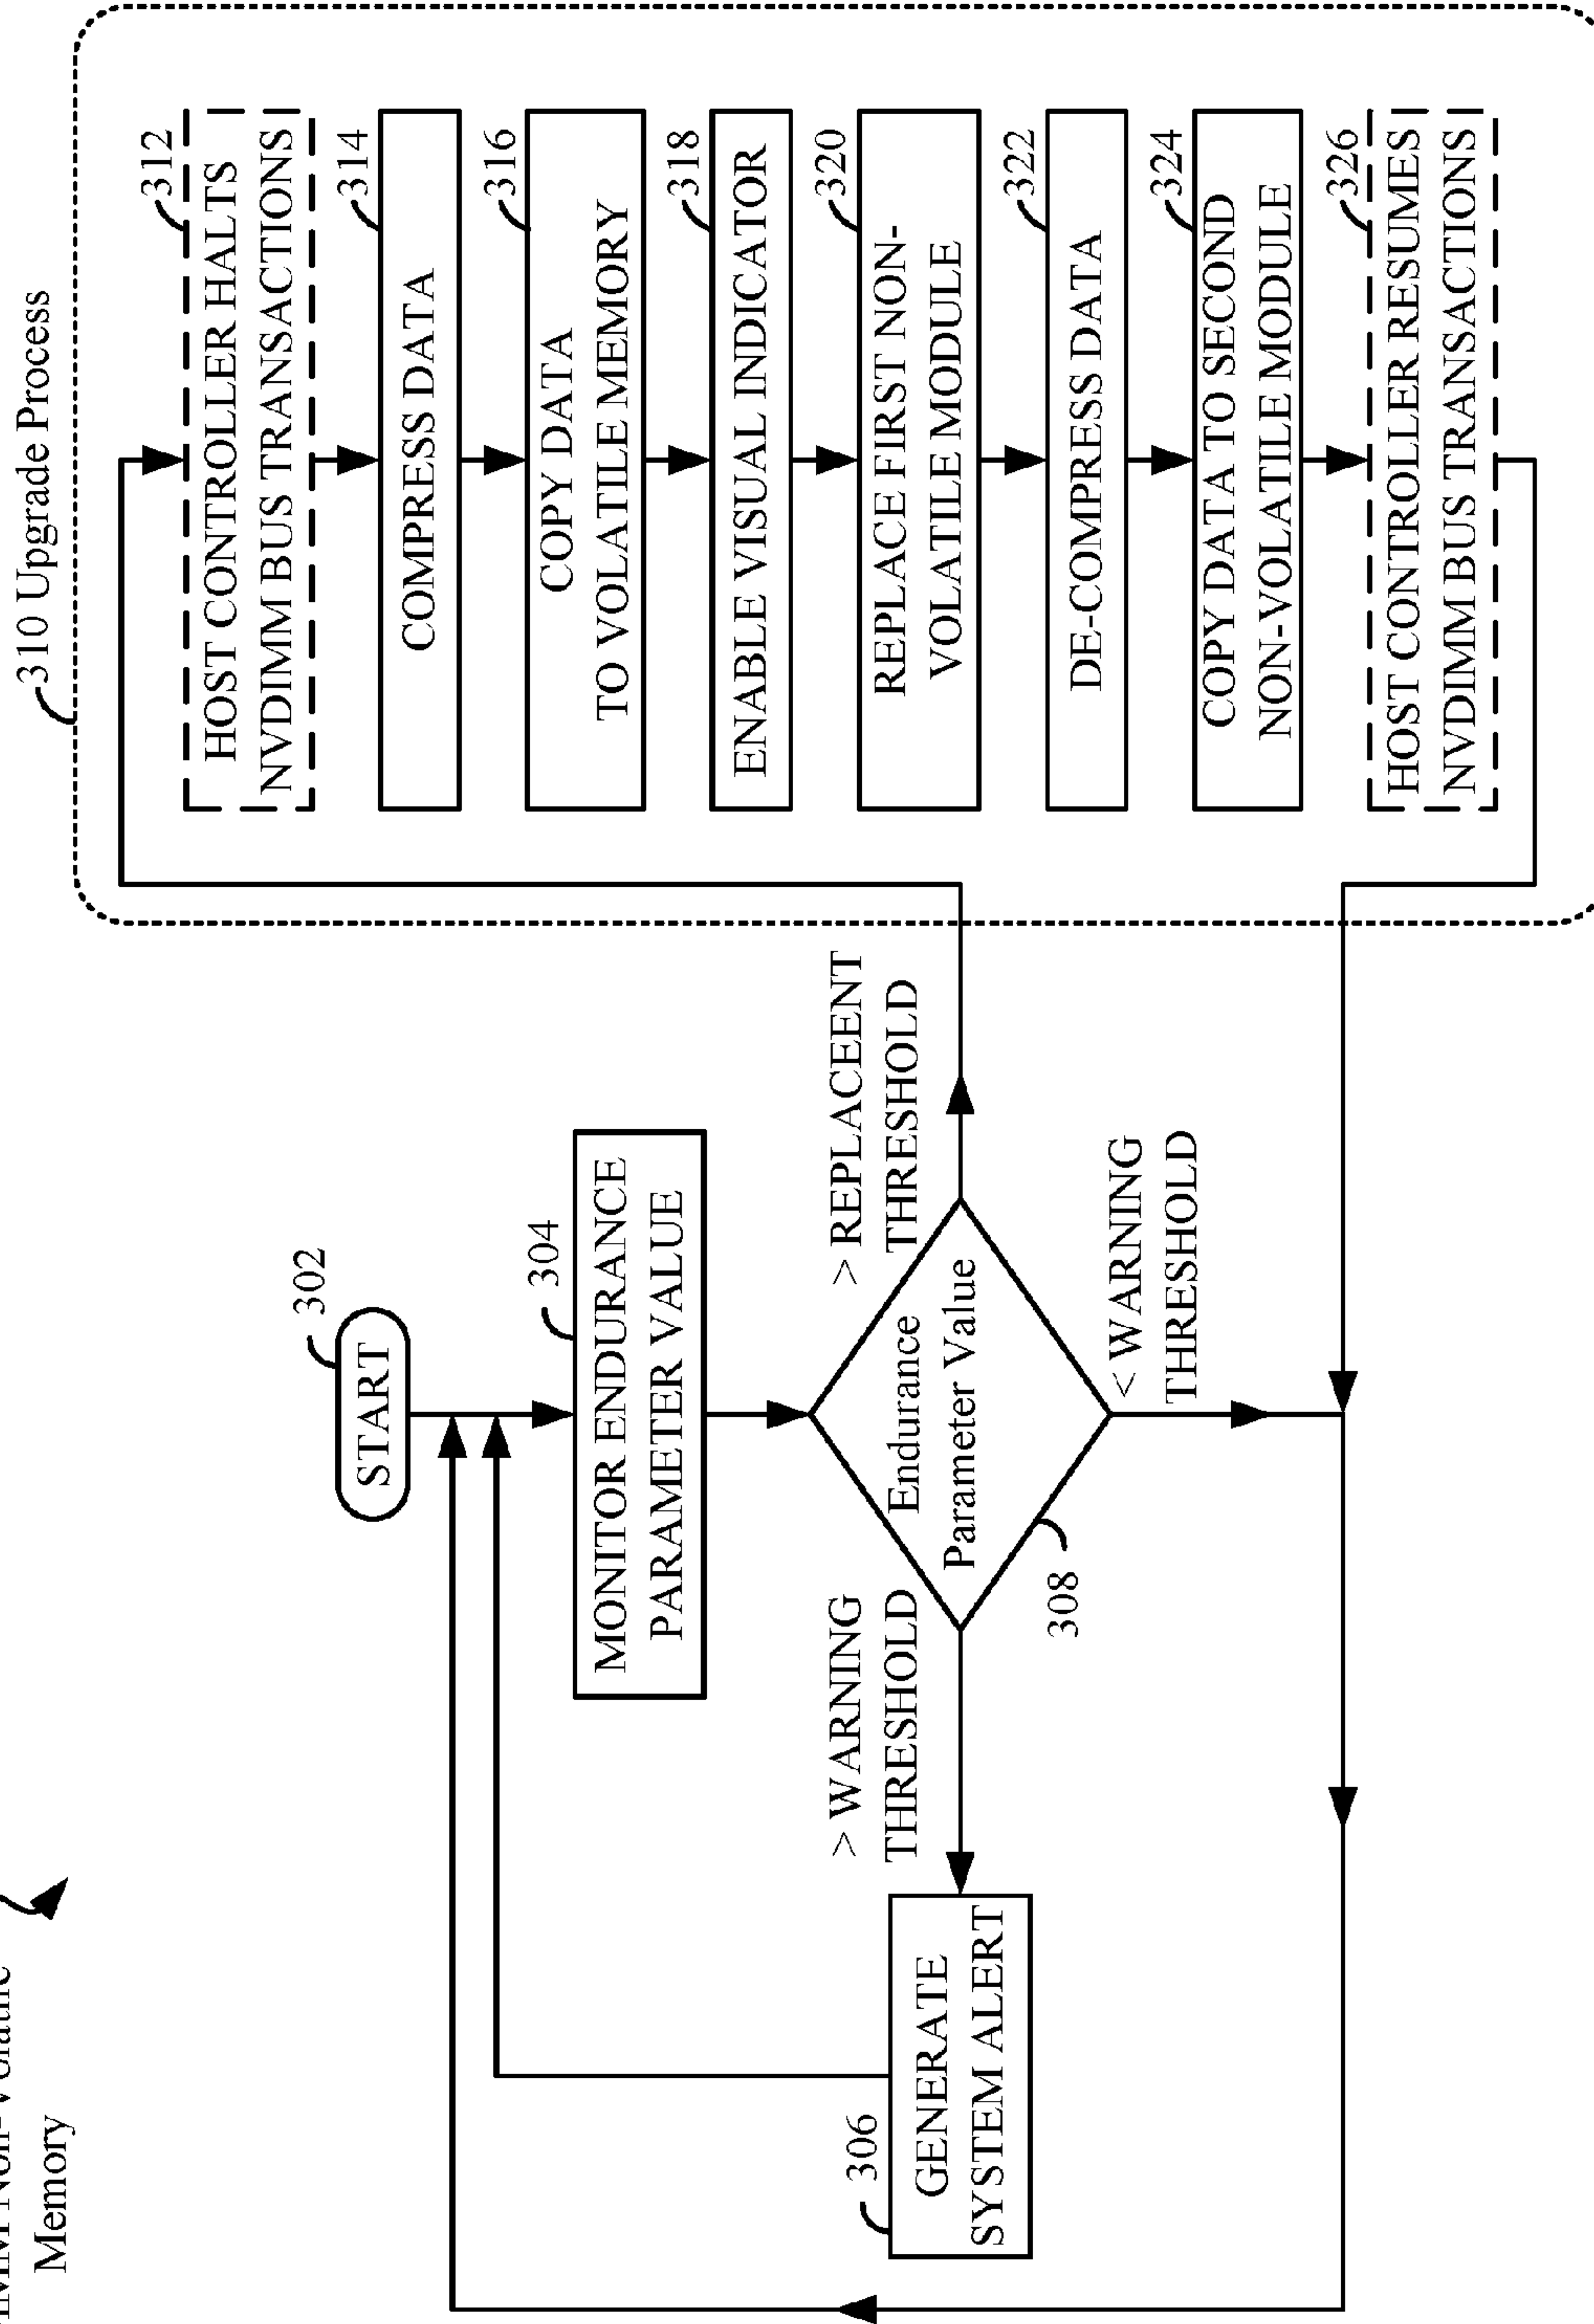 Memory
302
START
304
MONITOR ENDURANCE
PARAMETER VALUE
306
GENERATE
SYSTEM ALERT
> WARNING
THRESHOLD
Endurance
Parameter Value
308
> REPLACEENT
THRESHOLD
< WARNING
THRESHOLD
310 Upgrade Process
312
HOST CONTROLLER HALTS
NVDIMM BUS TRANSACTIONS
314
COMPRESS DATA
316
COPY DATA
TO VOLATILE MEMORY
318
ENABLE VISUAL INDICATOR
320
REPLACE FIRST NON-
VOLATILE MODULE
322
DE-COMPRESS DATA
324
COPY DATA TO SECOND
NON-VOLATILE MODULE
326
HOST CONTROLLER RESUMES
NVDIMM BUS TRANSACTIONS